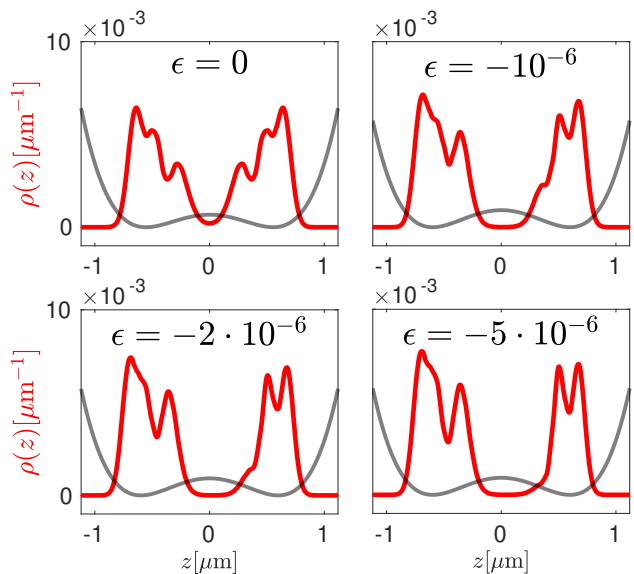 ×10⁻³
10
ϵ = 0
ρ(z)[μm⁻¹]
0
-1 0 1
×10⁻³
ϵ = −10⁻⁶
-1 0 1
×10⁻³
10
ϵ = −2 · 10⁻⁶
ρ(z)[μm⁻¹]
0
-1 0 1
z[μm]
×10⁻³
ϵ = −5 · 10⁻⁶
-1 0 1
z[μm]